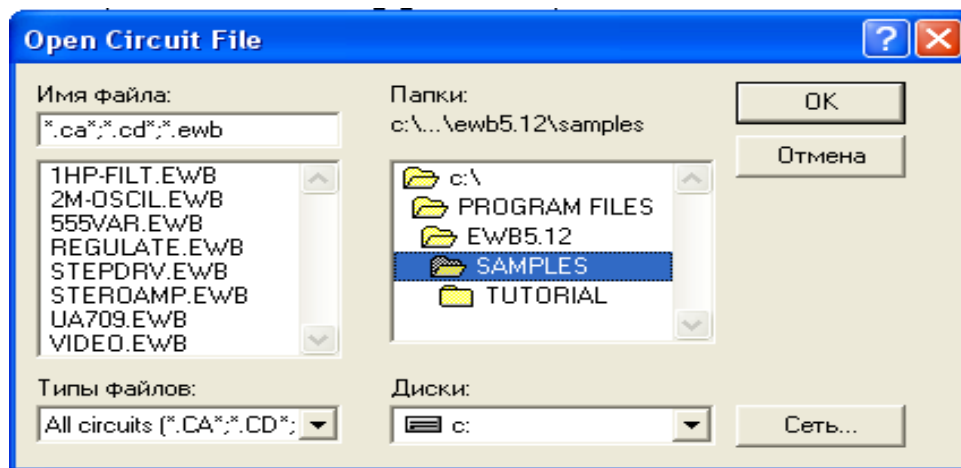 Open Circuit File
Имя файла:
*.ca*;*.cd*;*.ewb
1HP-FILT.EWB
2M-OSCIL.EWB
555VAR.EWB
REGULATE.EWB
STEPDRV.EWB
STEROAMP.EWB
UA709.EWB
VIDEO.EWB
Типы файлов:
All circuits (*.CA*;*.CD*;
Папки:
c:\...\ewb5.12\samples
c:\
PROGRAM FILES
EWB5.12
SAMPLES
TUTORIAL
Диски:
c:
OK
Отмена
Сеть...